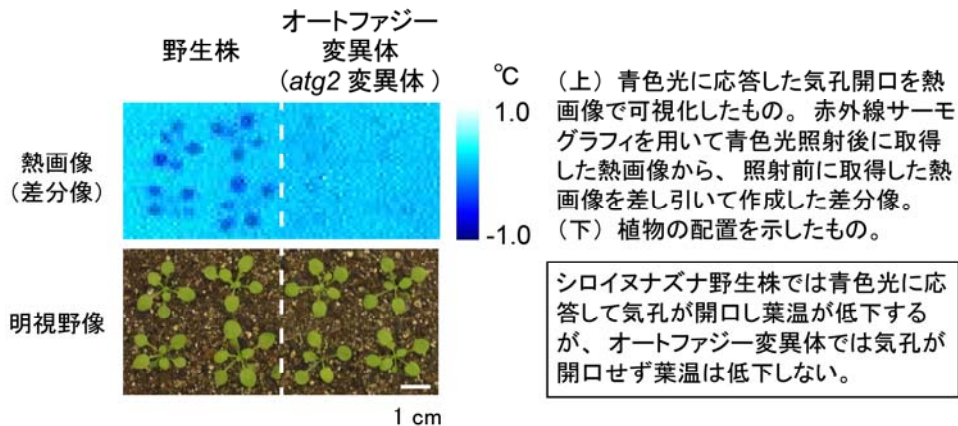 野生株
オートファジー
変異体
(atg2 変異体 )
熱画像
(差分像)
明視野像
℃
1.0
-1.0
1 cm
(上) 青色光に応答した気孔開口を熱
画像で可視化したもの。 赤外線サーモ
グラフィを用いて青色光照射後に取得
した熱画像から、 照射前に取得した熱
画像を差し引いて作成した差分像。
(下) 植物の配置を示したもの。
シロイヌナズナ野生株では青色光に応
答して気孔が開口し葉温が低下する
が、 オートファジー変異体では気孔が
開口せず葉温は低下しない。